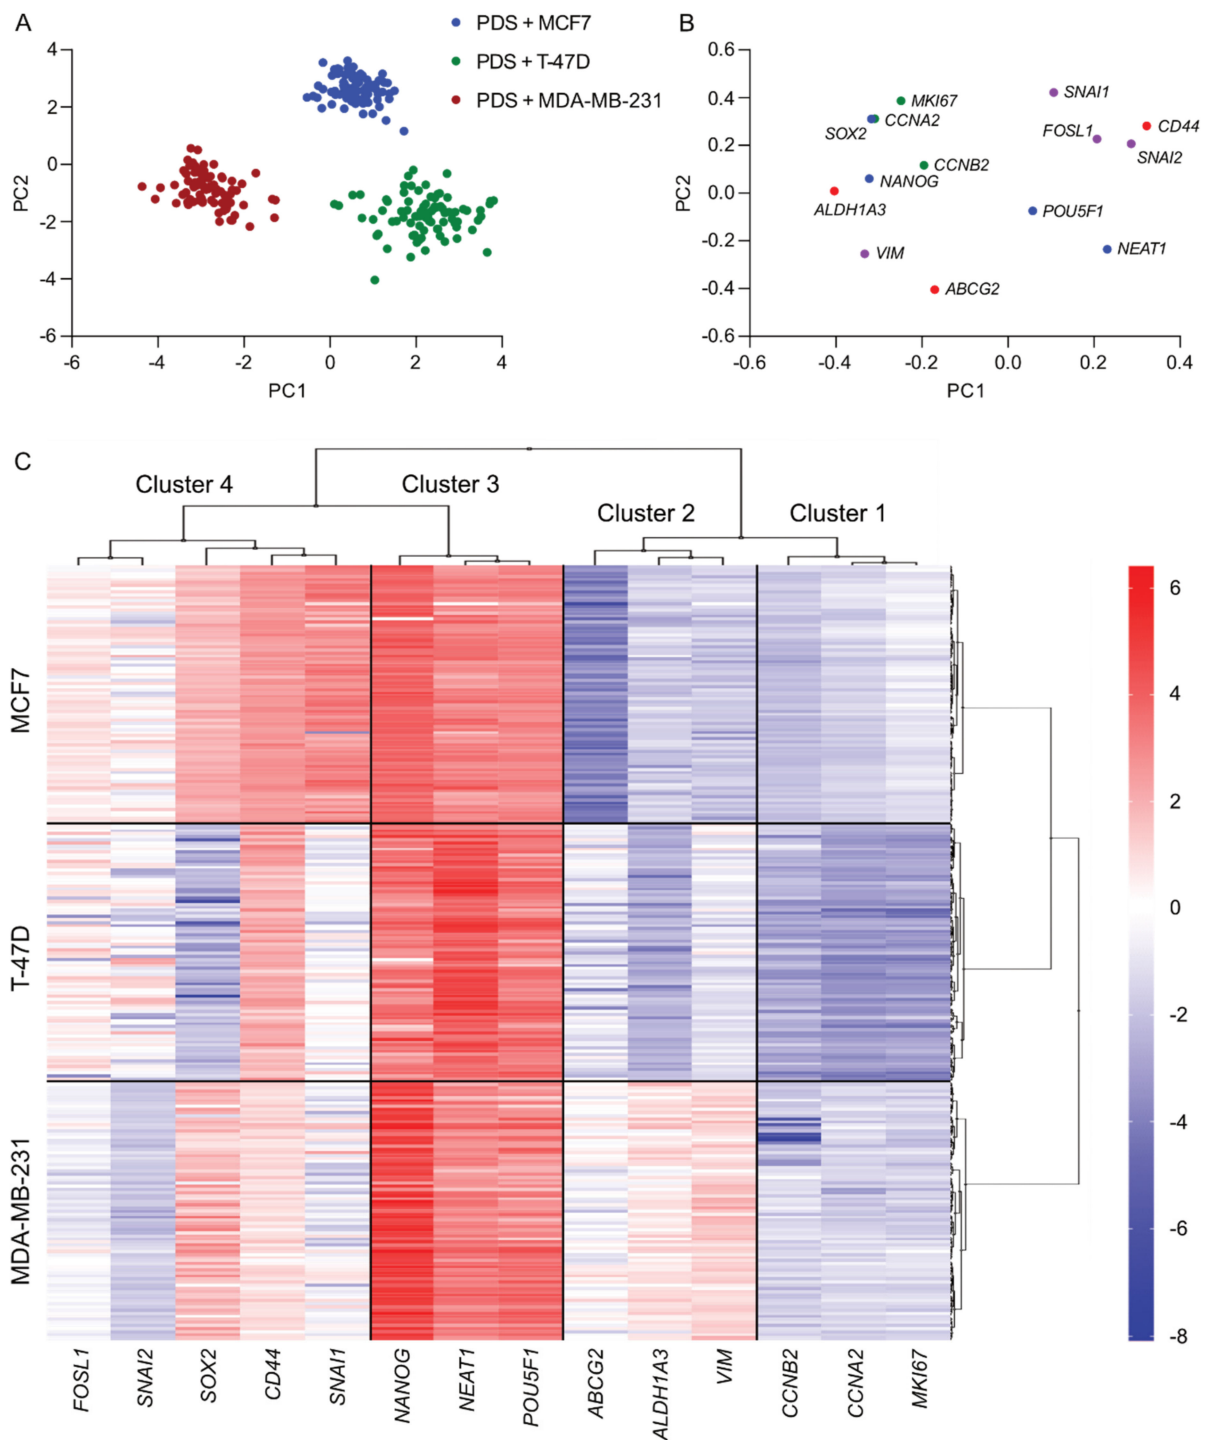 A
PDS + MCF7
PDS + T-47D
PDS + MDA-MB-231
4
2
0
-2
-4
-6
PC2
-6
-4
-2
0
2
4
PC1
B
0.6
0.4
0.2
0.0
-0.2
-0.4
-0.6
PC2
MKI67
CCNA2
SOX2
CCNB2
NANOG
ALDH1A3
VIM
ABCG2
SNAI1
FOSL1
CD44
SNAI2
POU5F1
NEAT1
-0.6
-0.4
-0.2
0.0
0.2
0.4
PC1
C
Cluster 4
Cluster 3
Cluster 2
Cluster 1
MCF7
T-47D
MDA-MB-231
6
4
2
0
-2
-4
-6
-8
FOSL1
SNAI2
SOX2
CD44
SNAI1
NANOG
NEAT1
POU5F1
ABCG2
ALDH1A3
VIM
CCNB2
CCNA2
MKI67